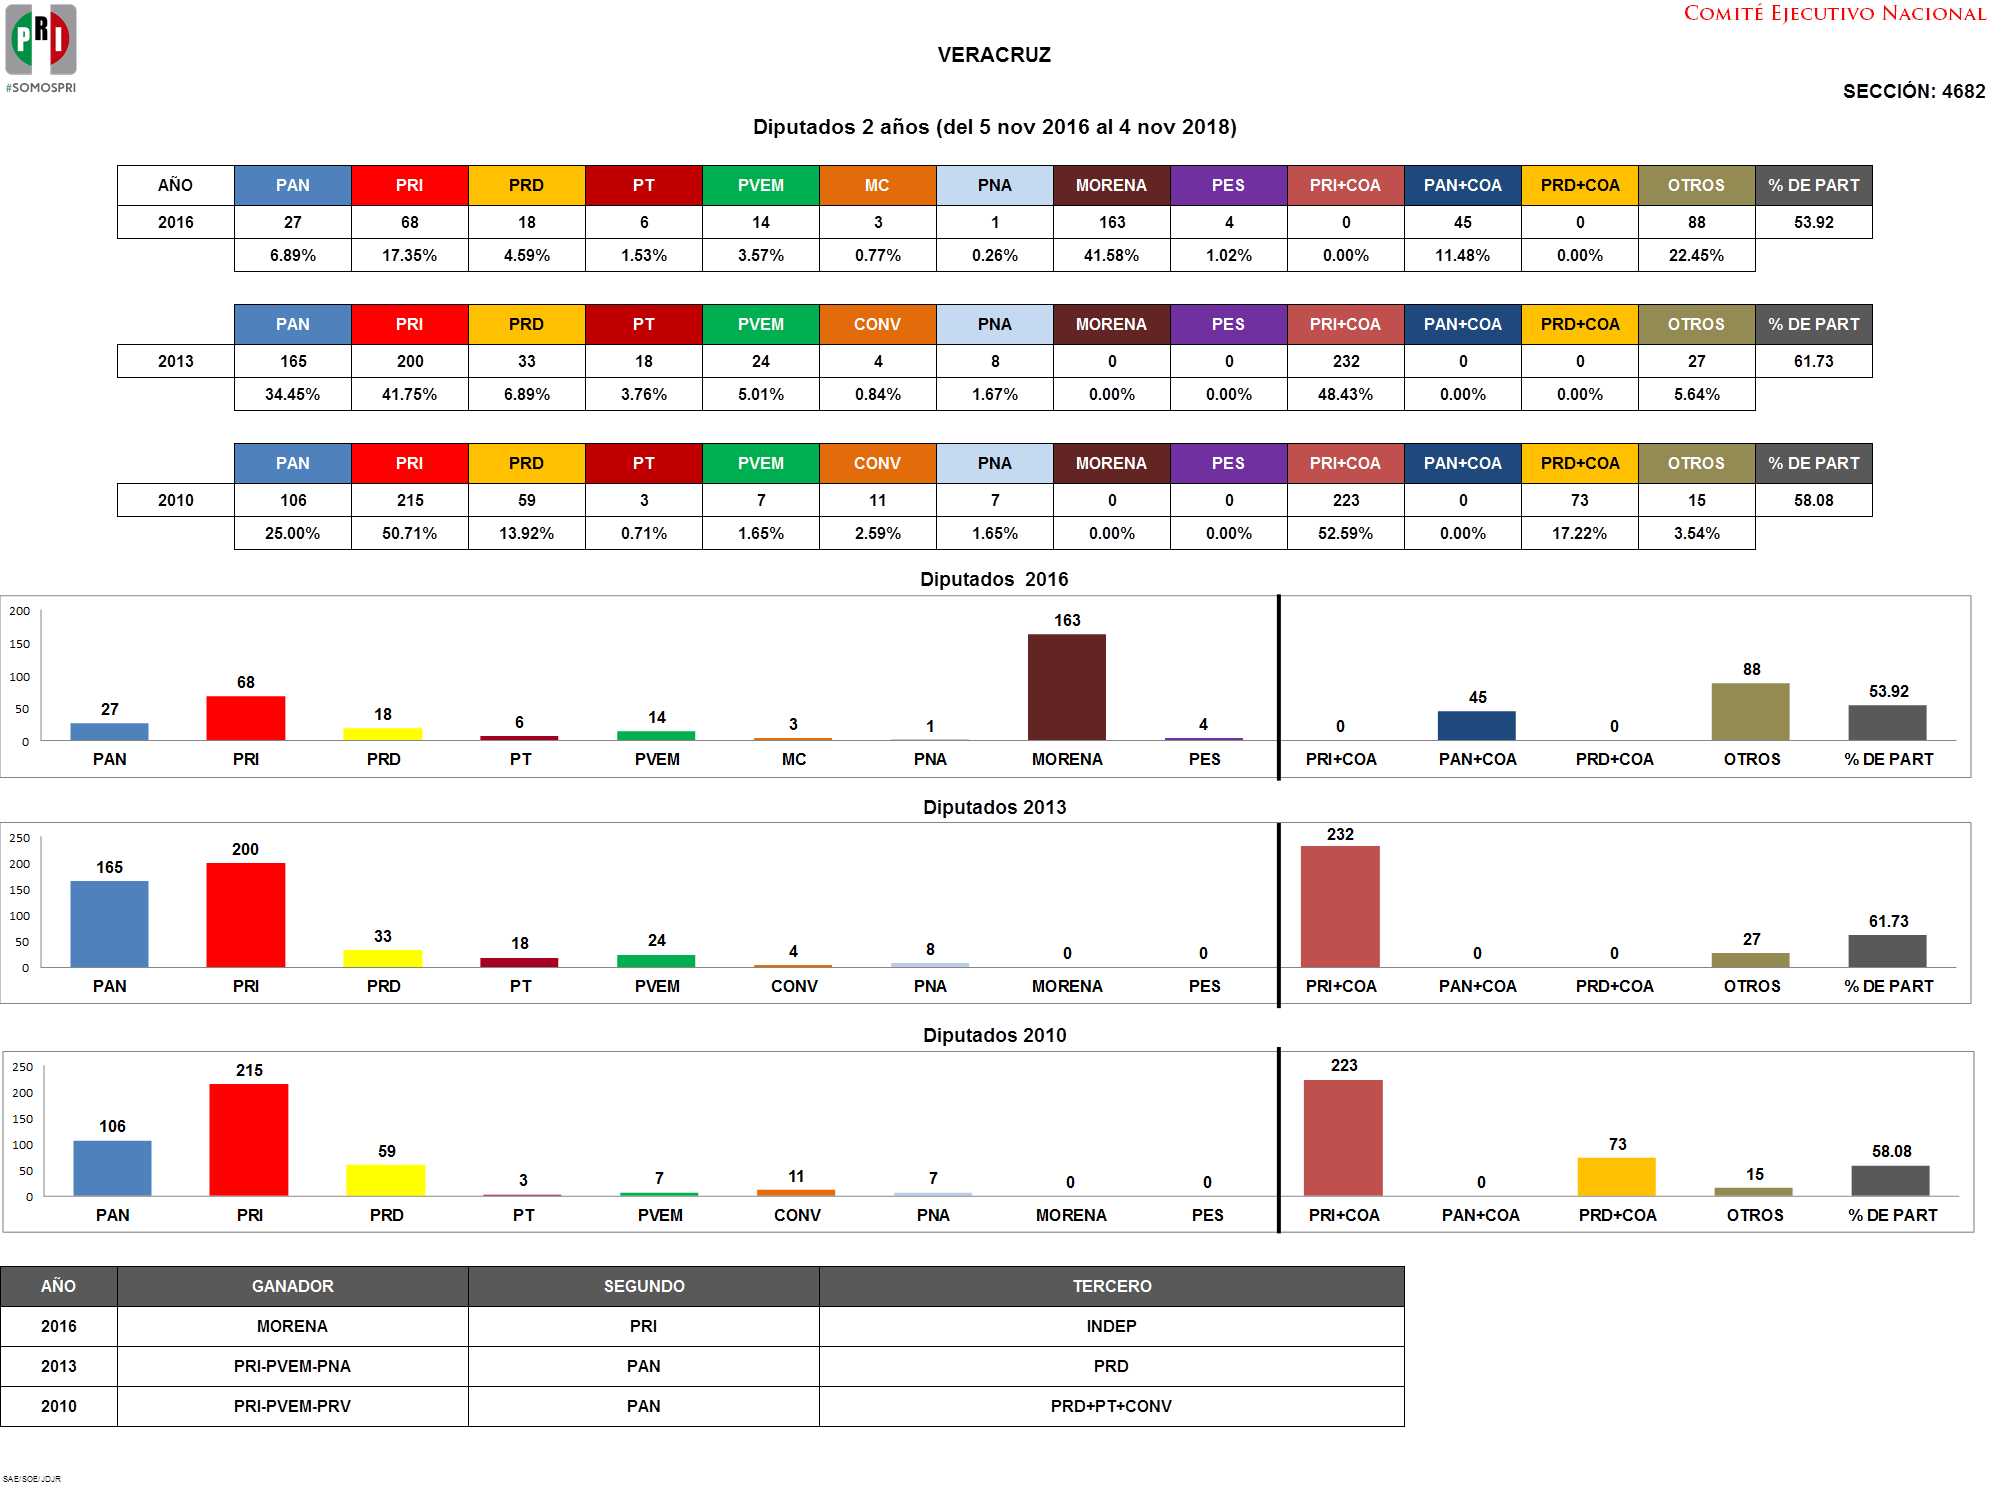 PRI
#SOMOSPRI
COMITÉ EJECUTIVO NACIONAL
VERACRUZ
SECCIÓN: 4682
Diputados 2 años (del 5 nov 2016 al 4 nov 2018)
AÑO PAN PRI PRD PT PVEM MC PNA MORENA PES PRI+COA PAN+COA PRD+COA OTROS % DE PART
2016 27 68 18 6 14 3 1 163 4 0 45 0 88 53.92
6.89% 17.35% 4.59% 1.53% 3.57% 0.77% 0.26% 41.58% 1.02% 0.00% 11.48% 0.00% 22.45%
PAN PRI PRD PT PVEM CONV PNA MORENA PES PRI+COA PAN+COA PRD+COA OTROS % DE PART
2013 165 200 33 18 24 4 8 0 0 232 0 0 27 61.73
34.45% 41.75% 6.89% 3.76% 5.01% 0.84% 1.67% 0.00% 0.00% 48.43% 0.00% 0.00% 5.64%
PAN PRI PRD PT PVEM CONV PNA MORENA PES PRI+COA PAN+COA PRD+COA OTROS % DE PART
2010 106 215 59 3 7 11 7 0 0 223 0 73 15 58.08
25.00% 50.71% 13.92% 0.71% 1.65% 2.59% 1.65% 0.00% 0.00% 52.59% 0.00% 17.22% 3.54%
Diputados 2016
200
150
100
50
0
27 68 18 6 14 3 1 163 4 0 45 0 88 53.92
PAN PRI PRD PT PVEM MC PNA MORENA PES PRI+COA PAN+COA PRD+COA OTROS % DE PART
Diputados 2013
250
200
150
100
50
0
165 200 33 18 24 4 8 0 0 232 0 0 27 61.73
PAN PRI PRD PT PVEM CONV PNA MORENA PES PRI+COA PAN+COA PRD+COA OTROS % DE PART
Diputados 2010
250
200
150
100
50
0
106 215 59 3 7 11 7 0 0 223 0 73 15 58.08
PAN PRI PRD PT PVEM CONV PNA MORENA PES PRI+COA PAN+COA PRD+COA OTROS % DE PART
AÑO GANADOR SEGUNDO TERCERO
2016 MORENA PRI INDEP
2013 PRI-PVEM-PNA PAN PRD
2010 PRI-PVEM-PRV PAN PRD+PT+CONV
SAE/SOE/JDJR